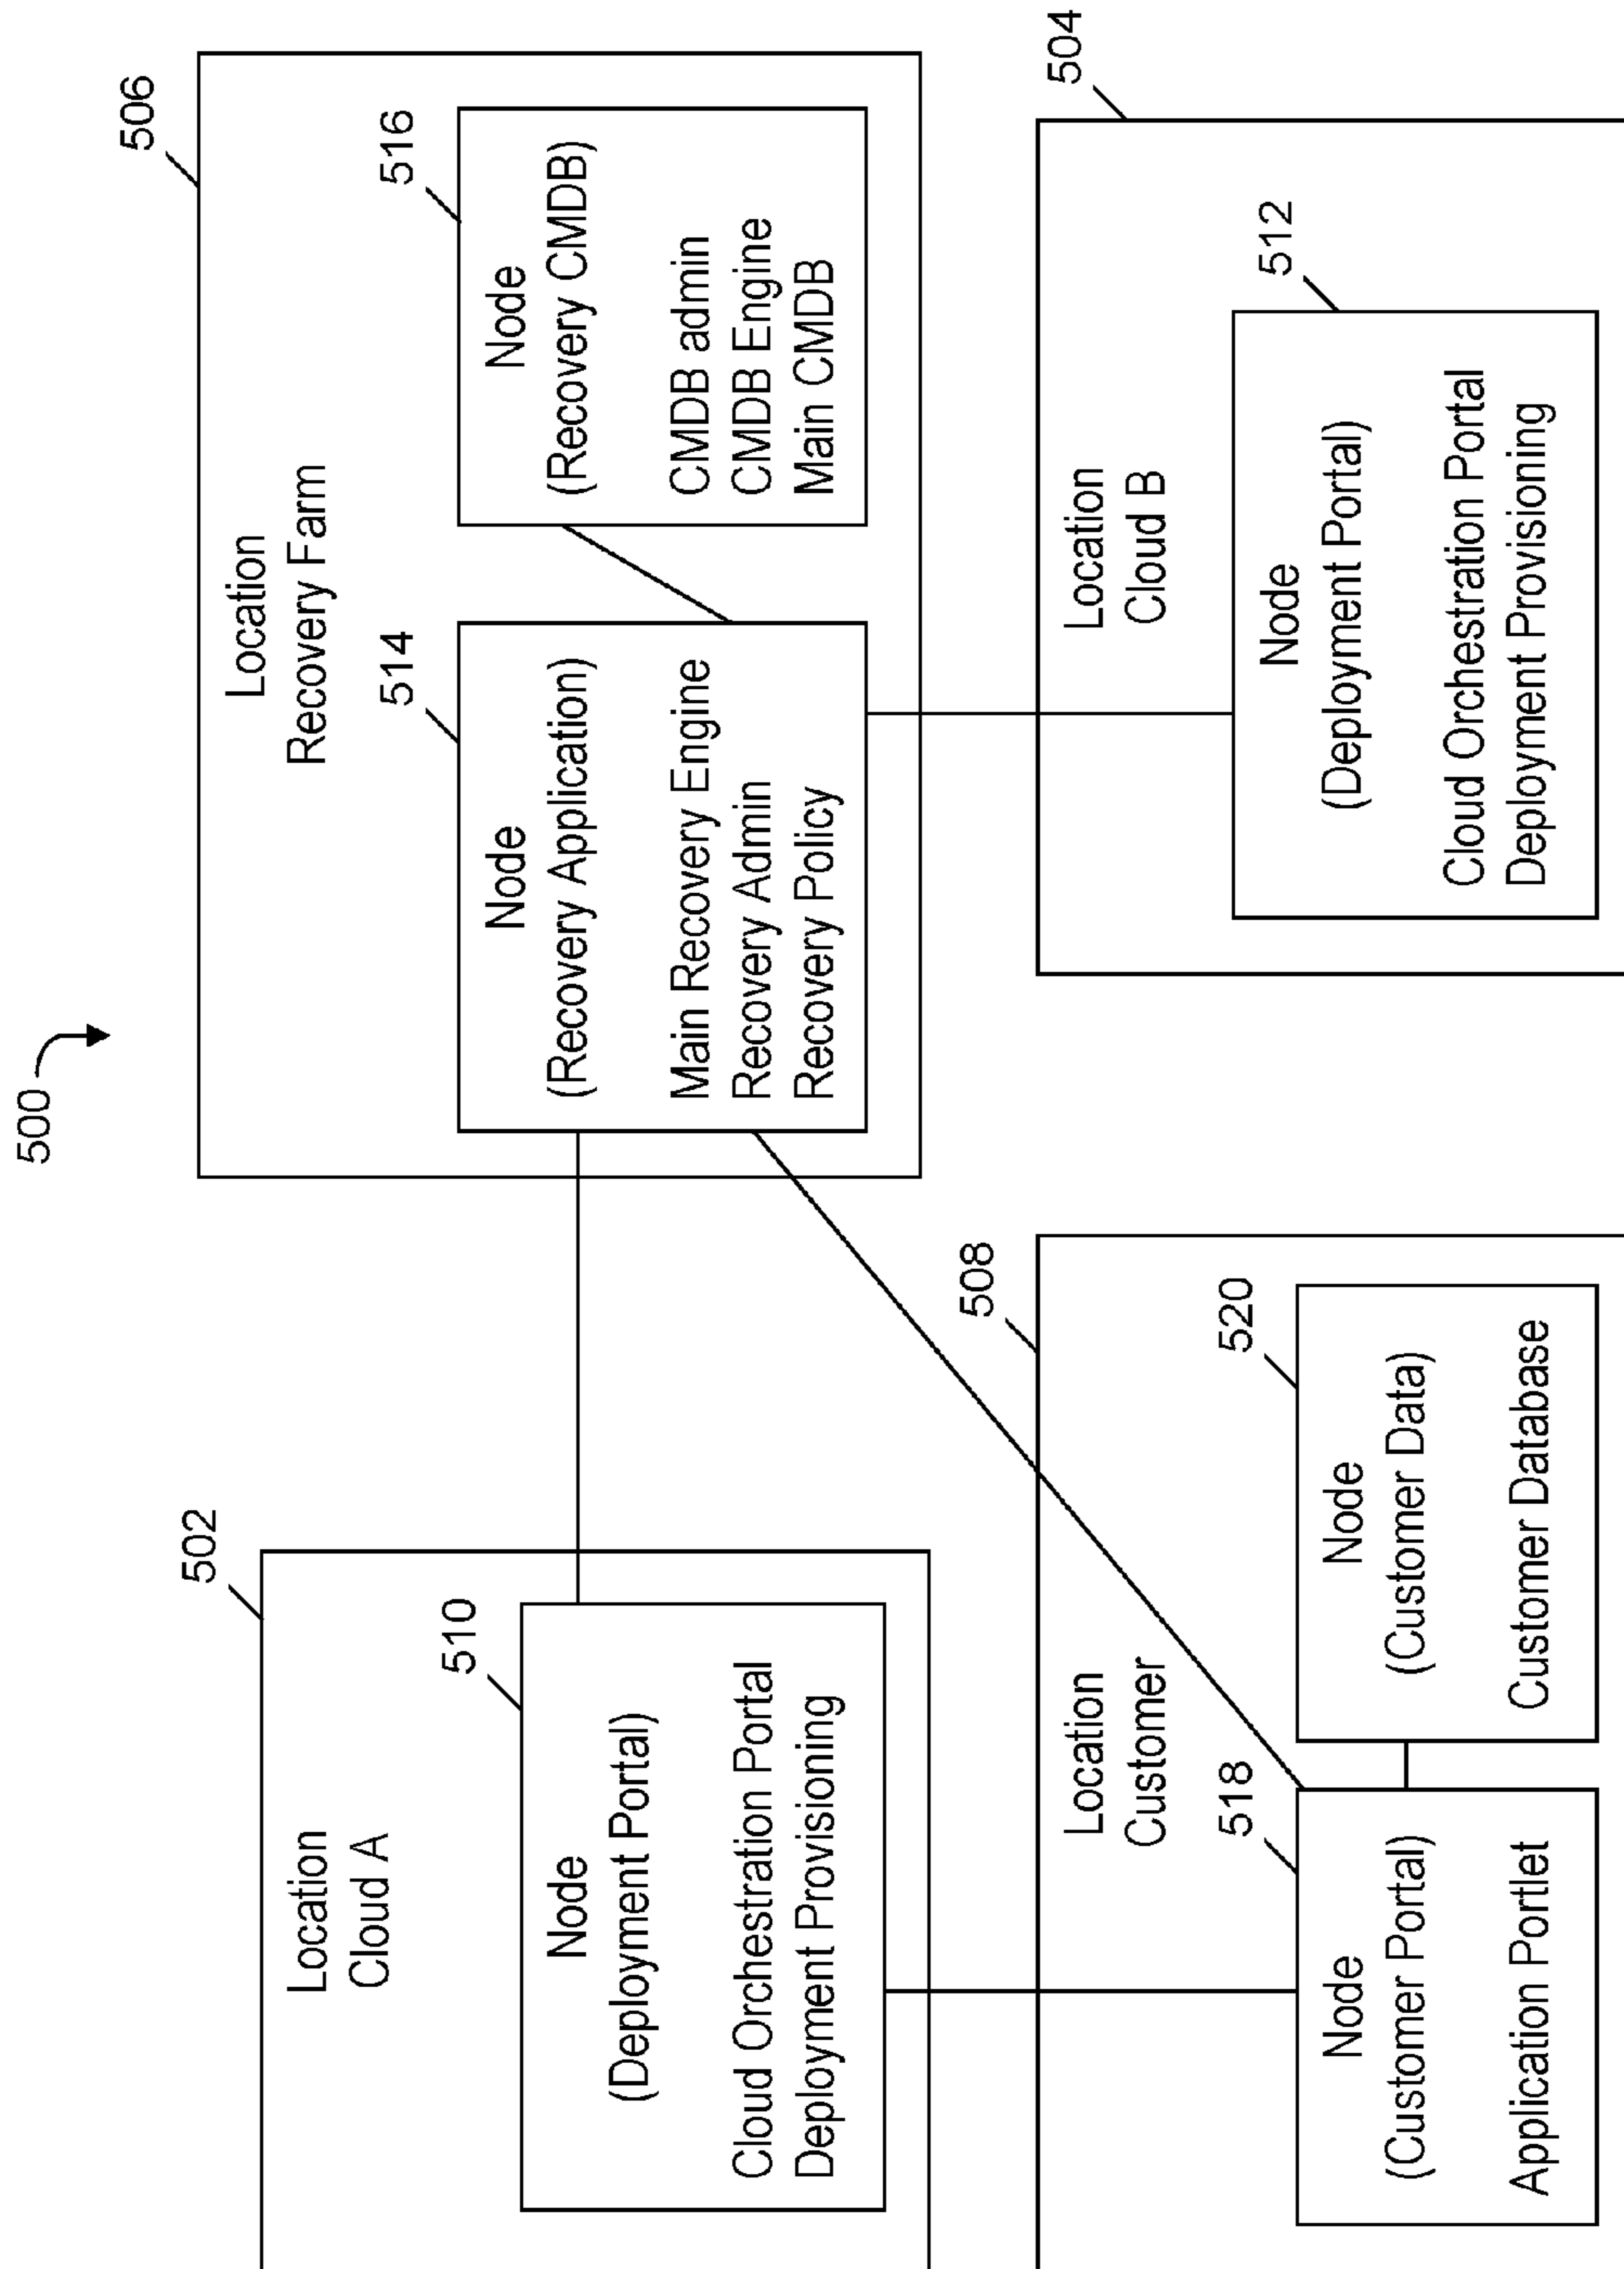 500
502
Location
Cloud A
510
Node
(Deployment Portal)
Cloud Orchestration Portal
Deployment Provisioning
506
Location
Recovery Farm
514
Node
(Recovery Application)
Main Recovery Engine
Recovery Admin
Recovery Policy
516
Node
(Recovery CMDB)
CMDB admin
CMDB Engine
Main CMDB
508
Location
Customer
518
Node
(Customer Portal)
Application Portlet
520
Node
(Customer Data)
Customer Database
504
Location
Cloud B
512
Node
(Deployment Portal)
Cloud Orchestration Portal
Deployment Provisioning